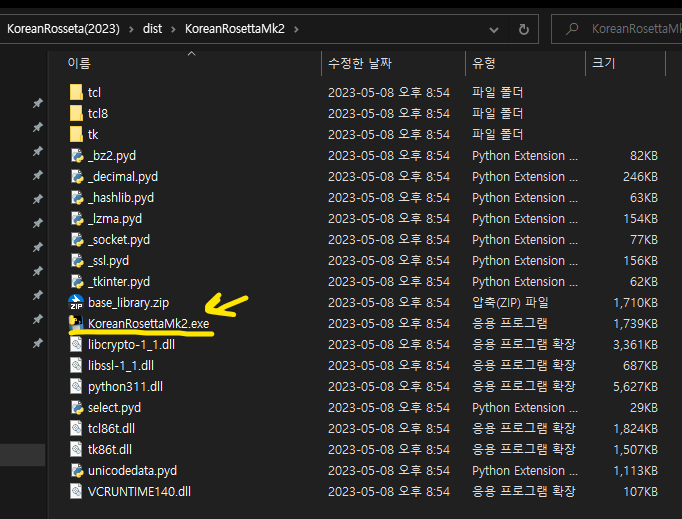 KoreanRosseta(2023) > dist > KoreanRosettaMk2 >
이름 수정한 날짜 유형 크기
tcl 2023-05-08 오후 8:54 파일 폴더
tcl8 2023-05-08 오후 8:54 파일 폴더
tk 2023-05-08 오후 8:54 파일 폴더
_bz2.pyd 2023-05-08 오후 8:54 Python Extension ... 82KB
_decimal.pyd 2023-05-08 오후 8:54 Python Extension ... 246KB
_hashlib.pyd 2023-05-08 오후 8:54 Python Extension ... 63KB
_lzma.pyd 2023-05-08 오후 8:54 Python Extension ... 154KB
_socket.pyd 2023-05-08 오후 8:54 Python Extension ... 77KB
_ssl.pyd 2023-05-08 오후 8:54 Python Extension ... 156KB
_tkinter.pyd 2023-05-08 오후 8:54 Python Extension ... 62KB
ZIP base_library.zip 2023-05-08 오후 8:54 압축(ZIP) 파일 1,710KB
KoreanRosettaMk2.exe 2023-05-08 오후 8:54 응용 프로그램 1,739KB
libcrypto-1_1.dll 2023-05-08 오후 8:54 응용 프로그램 확장 3,361KB
libssl-1_1.dll 2023-05-08 오후 8:54 응용 프로그램 확장 687KB
python311.dll 2023-05-08 오후 8:54 응용 프로그램 확장 5,627KB
select.pyd 2023-05-08 오후 8:54 Python Extension ... 29KB
tcl86t.dll 2023-05-08 오후 8:54 응용 프로그램 확장 1,824KB
tk86t.dll 2023-05-08 오후 8:54 응용 프로그램 확장 1,507KB
unicodedata.pyd 2023-05-08 오후 8:54 Python Extension ... 1,113KB
VCRUNTIME140.dll 2023-05-08 오후 8:54 응용 프로그램 확장 107KB